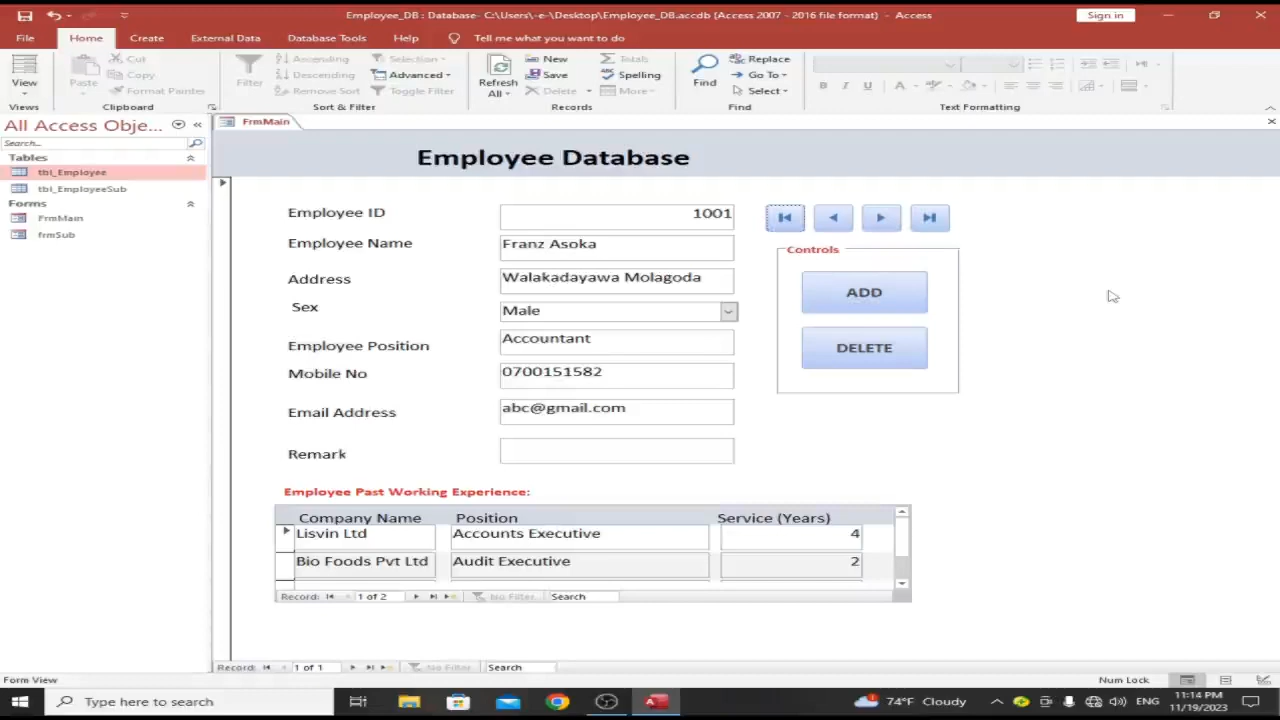 Employee_DB : Database- C:\Users\-e-\Desktop\Employee_DB.accdb (Access 2007 - 2016 file format) - Access
Sign in
File Home Create External Data Database Tools Help Tell me what you want to do
View
Views
Paste
Cut
Copy
Format Painter
Clipboard
Filter
Ascending
Descending
Remove Sort
Selection
Advanced
Toggle Filter
Sort & Filter
Refresh
All
New
Save
Delete
Totals
Spelling
More
Records
Find
Replace
Go To
Select
Find
B I U
A
Text Formatting
All Access Obje...
Search...
Tables
tbl_Employee
tbl_EmployeeSub
Forms
FrmMain
frmSub
FrmMain
Employee Database
Employee ID 1001
Employee Name Franz Asoka
Address Walakadayawa Molagoda
Sex Male
Employee Position Accountant
Mobile No 0700151582
Email Address abc@gmail.com
Remark
Controls
ADD
DELETE
Employee Past Working Experience:
Company Name Position Service (Years)
Lisvin Ltd Accounts Executive 4
Bio Foods Pvt Ltd Audit Executive 2
Record: 1 of 2 No Filter Search
Record: 1 of 1 No Filter Search
Form View Num Lock
Type here to search
74°F Cloudy
ENG
11:14 PM
11/19/2023